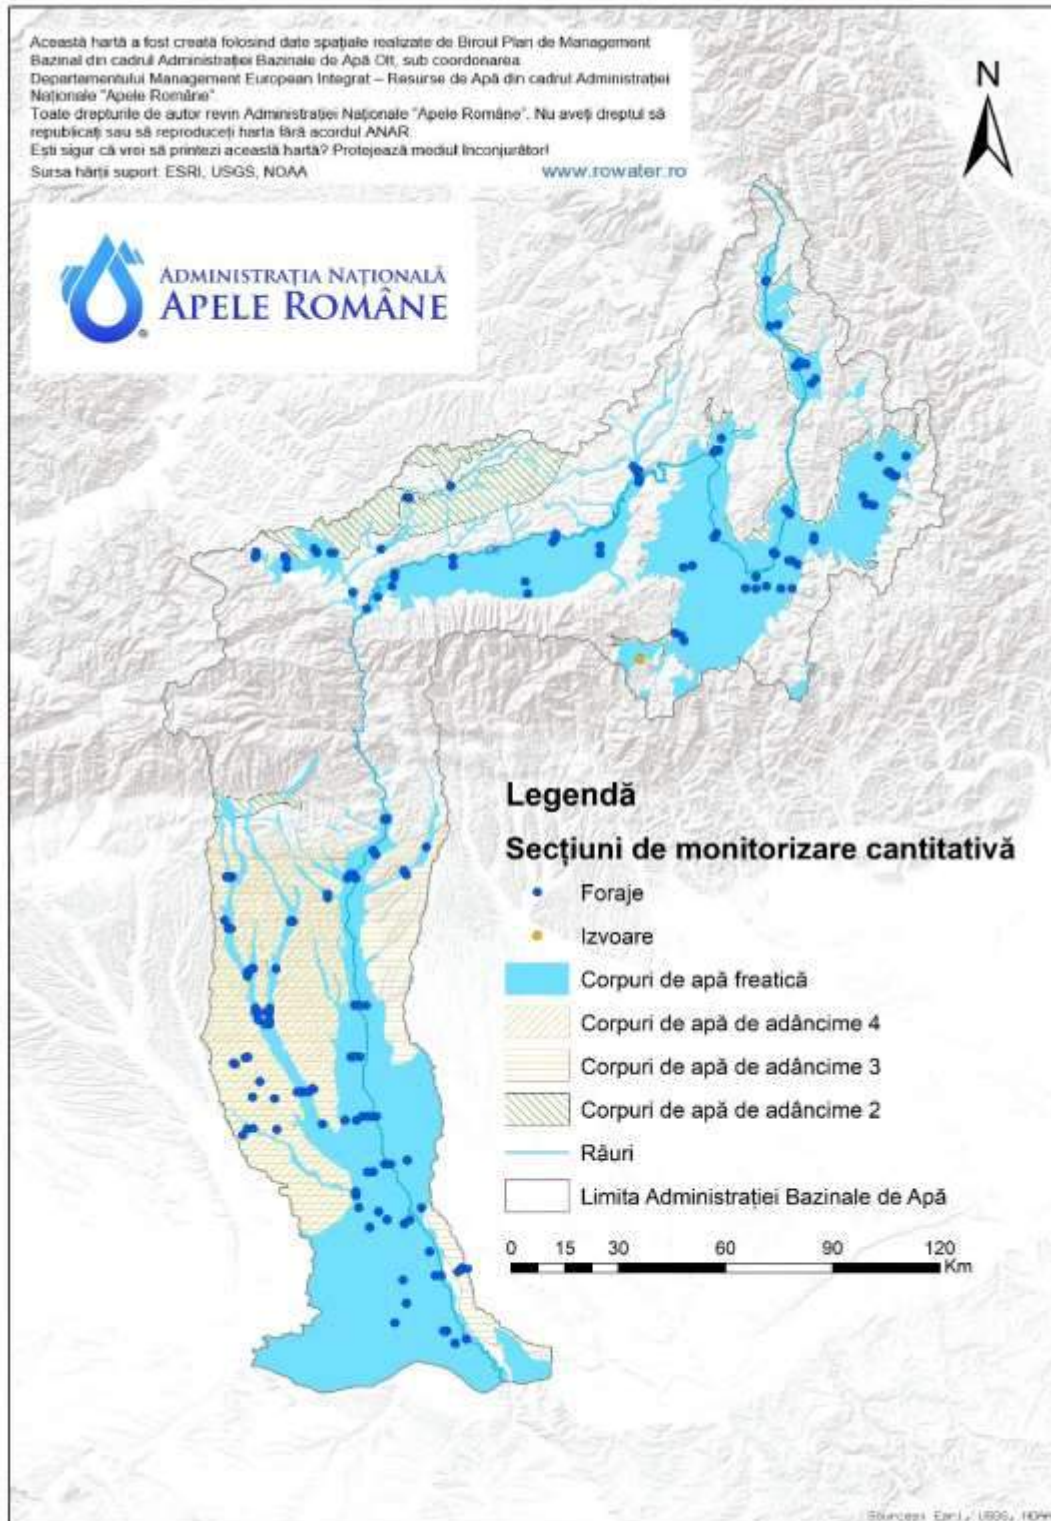 Această hartă a fost creată folosind date spațiale realizate de Biroul Plan de Management
Bazinal din cadrul Administrației Bazinale de Apă Olt, sub coordonarea
Departamentului Management European Integrat – Resurse de Apă din cadrul Administrației
Naționale "Apele Române"
Toate drepturile de autor revin Administrației Naționale "Apele Române". Nu aveți dreptul să
republicați sau să reproduceți harta fără acordul ANAR.
Ești sigur că vrei să printezi această hartă? Protejează mediul înconjurător!
Sursa hărții suport: ESRI, USGS, NOAA
www.rowater.ro
N
ADMINISTRAȚIA NAȚIONALĂ
APELE ROMÂNE
Legendă
Secțiuni de monitorizare cantitativă
Foraje
Izvoare
Corpuri de apă freatică
Corpuri de apă de adâncime 4
Corpuri de apă de adâncime 3
Corpuri de apă de adâncime 2
Râuri
Limita Administrației Bazinale de Apă
0 15 30 60 90 120
Km
Sources: Esri, USGS, NOAA